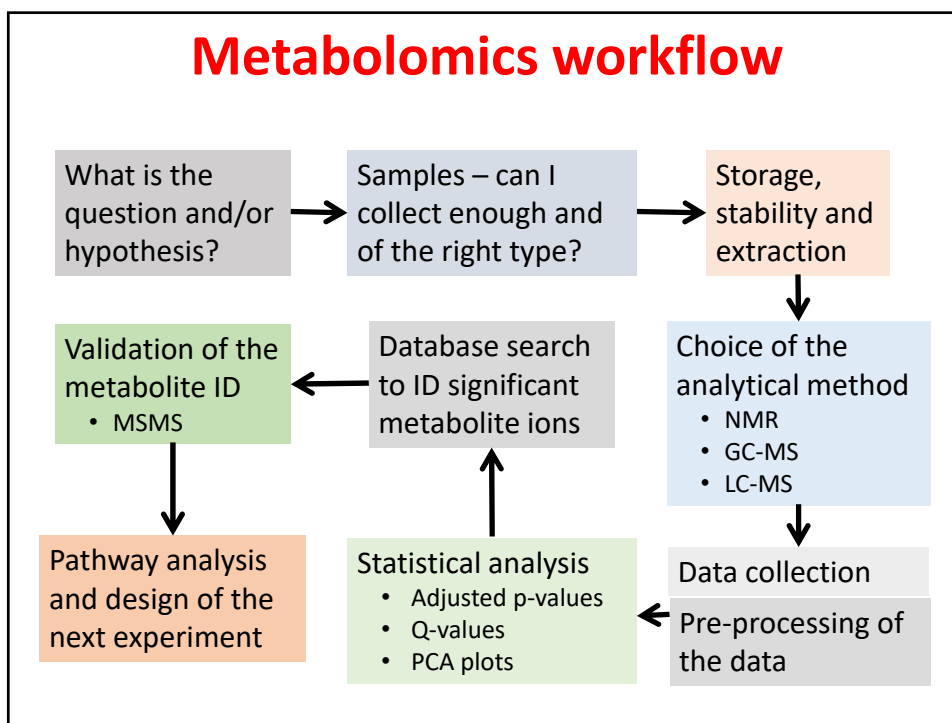 Metabolomics workflow
What is the
question and/or
hypothesis?
Samples – can I
collect enough and
of the right type?
Storage,
stability and
extraction
Choice of the
analytical method
• NMR
• GC-MS
• LC-MS
Data collection
Pre-processing of
the data
Statistical analysis
• Adjusted p-values
• Q-values
• PCA plots
Database search
to ID significant
metabolite ions
Validation of the
metabolite ID
• MSMS
Pathway analysis
and design of the
next experiment